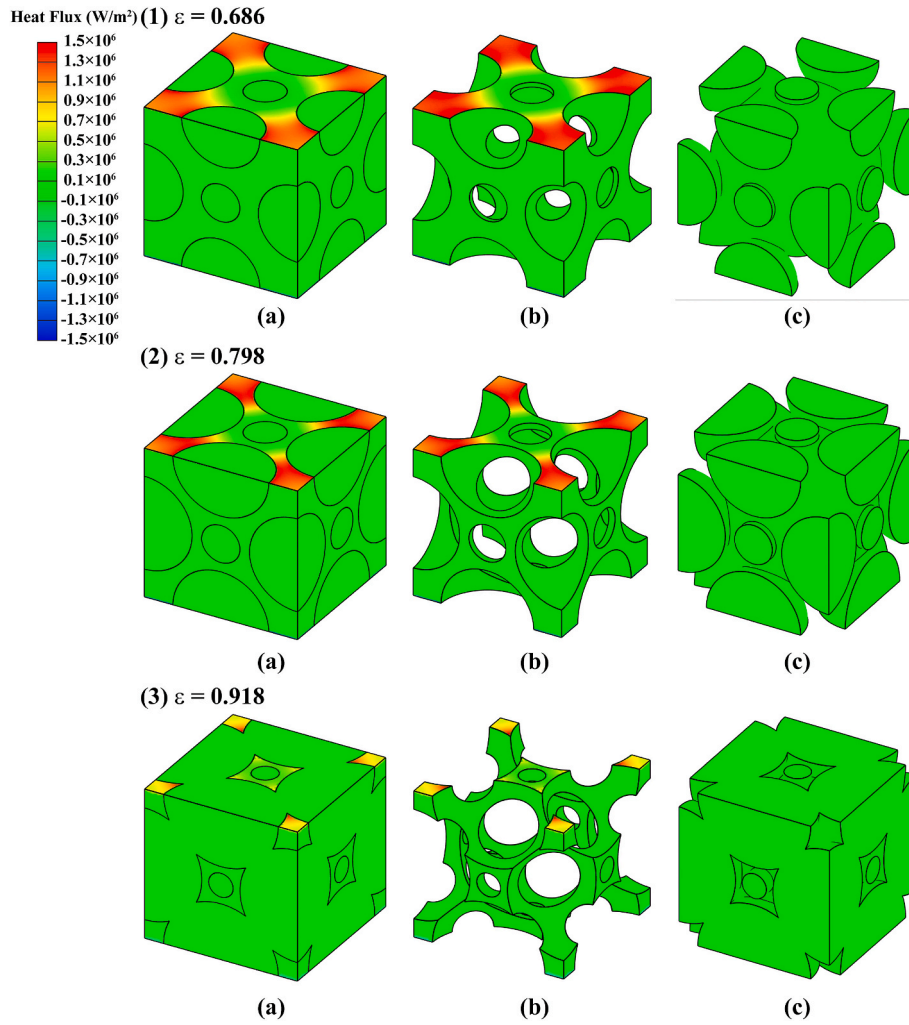 Heat Flux (W/m²)
(1) ε = 0.686
1.5×10⁶
1.3×10⁶
1.1×10⁶
0.9×10⁶
0.7×10⁶
0.5×10⁶
0.3×10⁶
0.1×10⁶
-0.1×10⁶
-0.3×10⁶
-0.5×10⁶
-0.7×10⁶
-0.9×10⁶
-1.1×10⁶
-1.3×10⁶
-1.5×10⁶
(a) (b) (c)
(2) ε = 0.798
(a) (b) (c)
(3) ε = 0.918
(a) (b) (c)